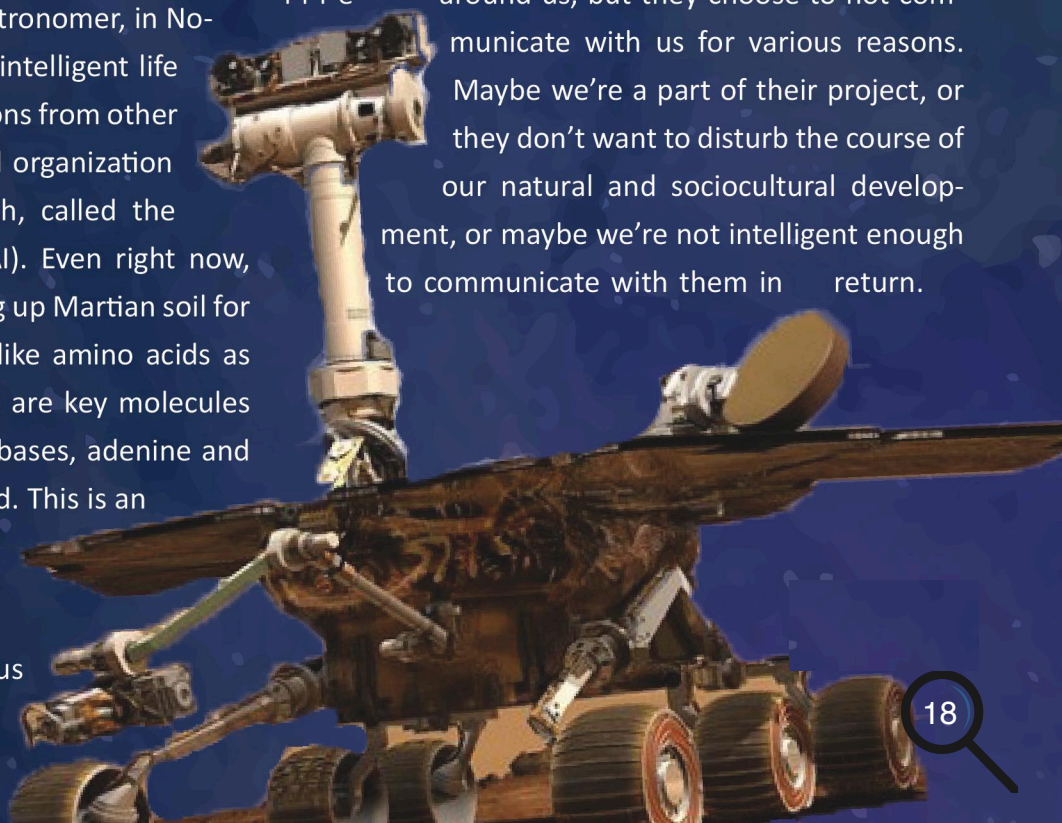 tronomer, in No-
intelligent life
ons from other
organization
h, called the
AI). Even right now,
g up Martian soil for
like amino acids as
are key molecules
bases, adenine and
d. This is an
us
around us, but they choose to not com-
municate with us for various reasons.
Maybe we’re a part of their project, or
they don’t want to disturb the course of
our natural and sociocultural develop-
ment, or maybe we’re not intelligent enough
to communicate with them in return.
18